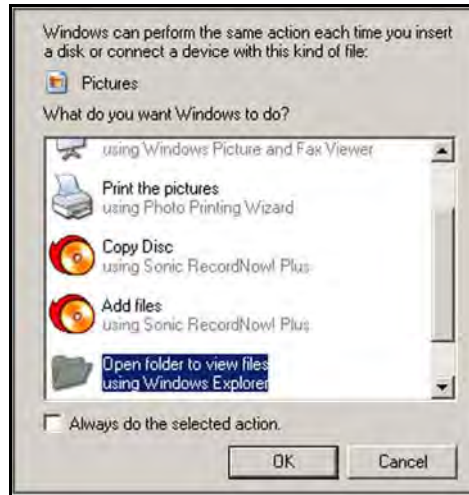 Windows can perform the same action each time you insert
a disk or connect a device with this kind of file:
Pictures
What do you want Windows to do?
using Windows Picture and Fax Viewer
Print the pictures
using Photo Printing Wizard
Copy Disc
using Sonic RecordNow! Plus
Add files
using Sonic RecordNow! Plus
Open folder to view files
using Windows Explorer
Always do the selected action.
OK
Cancel